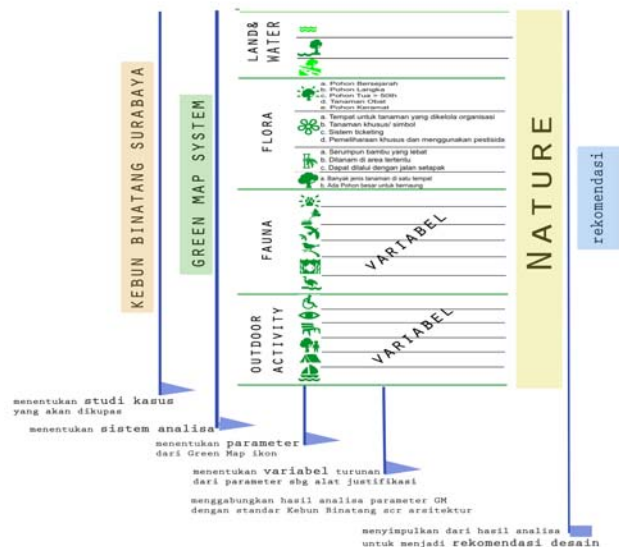 KEBUN BINATANG SURABAYA
GREEN MAP SYSTEM
LAND&
WATER
FLORA
a. Pohon Bersejarah
b. Pohon Langka
c. Pohon Tua > 50th
d. Tanaman Obat
e. Pohon Keramat
a. Tempat untuk tanaman yang dikelola organisasi
b. Tanaman khusus/ simbol
c. Sistem ticketing
d. Pemeliharaan khusus dan menggunakan pestisida
a. Serumpun bambu yang lebat
b. Ditanam di area tertentu
c. Dapat dilalui dengan jalan setapak
a. Banyak jenis tanaman di satu tempat
b. Ada Pohon besar untuk bernaung
FAUNA
VARIABEL
OUTDOOR
ACTIVITY
VARIABEL
NATURE
rekomendasi
menentukan studi kasus
yang akan dikupas
menentukan sistem analisa
menentukan parameter
dari Green Map ikon
menentukan variabel turunan
dari parameter sbg alat justifikasi
menggabungkan hasil analisa parameter GM
dengan standar Kebun Binatang scr arsitektur
menyimpulkan dari hasil analisa
untuk menjadi rekomendasi desain